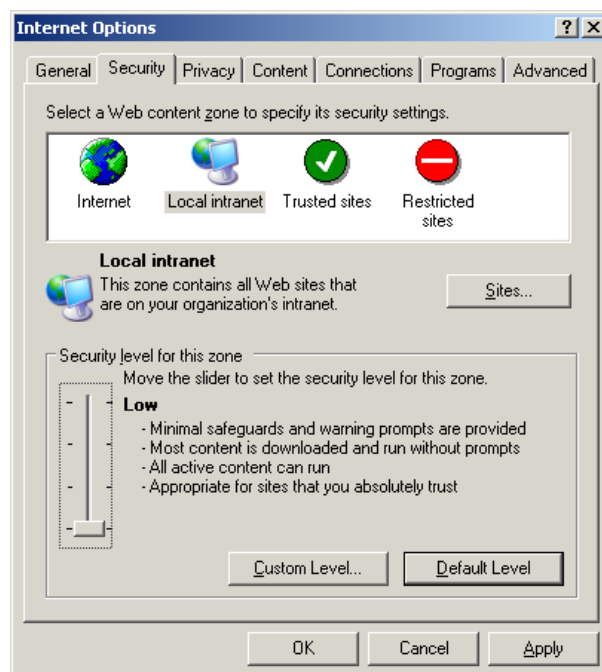 Internet Options
General Security Privacy Content Connections Programs Advanced
Select a Web content zone to specify its security settings.
Internet Local intranet Trusted sites Restricted
sites
Local intranet
This zone contains all Web sites that
are on your organization's intranet.
Sites...
Security level for this zone
Move the slider to set the security level for this zone.
Low
- Minimal safeguards and warning prompts are provided
- Most content is downloaded and run without prompts
- All active content can run
- Appropriate for sites that you absolutely trust
Custom Level... Default Level
OK Cancel Apply